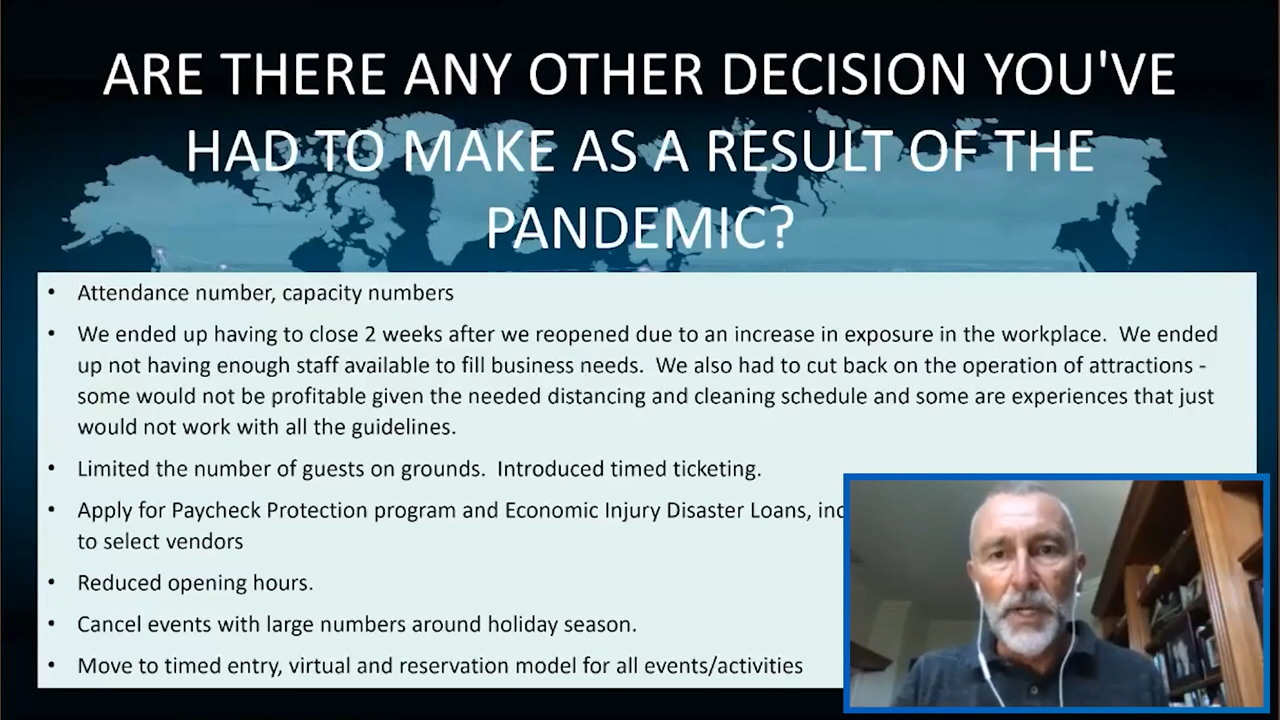 ARE THERE ANY OTHER DECISION YOU'VE
HAD TO MAKE AS A RESULT OF THE
PANDEMIC?
• Attendance number, capacity numbers
• We ended up having to close 2 weeks after we reopened due to an increase in exposure in the workplace.  We ended
up not having enough staff available to fill business needs.  We also had to cut back on the operation of attractions -
some would not be profitable given the needed distancing and cleaning schedule and some are experiences that just
would not work with all the guidelines.
• Limited the number of guests on grounds.  Introduced timed ticketing.
• Apply for Paycheck Protection program and Economic Injury Disaster Loans,
to select vendors
• Reduced opening hours.
• Cancel events with large numbers around holiday season.
• Move to timed entry, virtual and reservation model for all events/activities